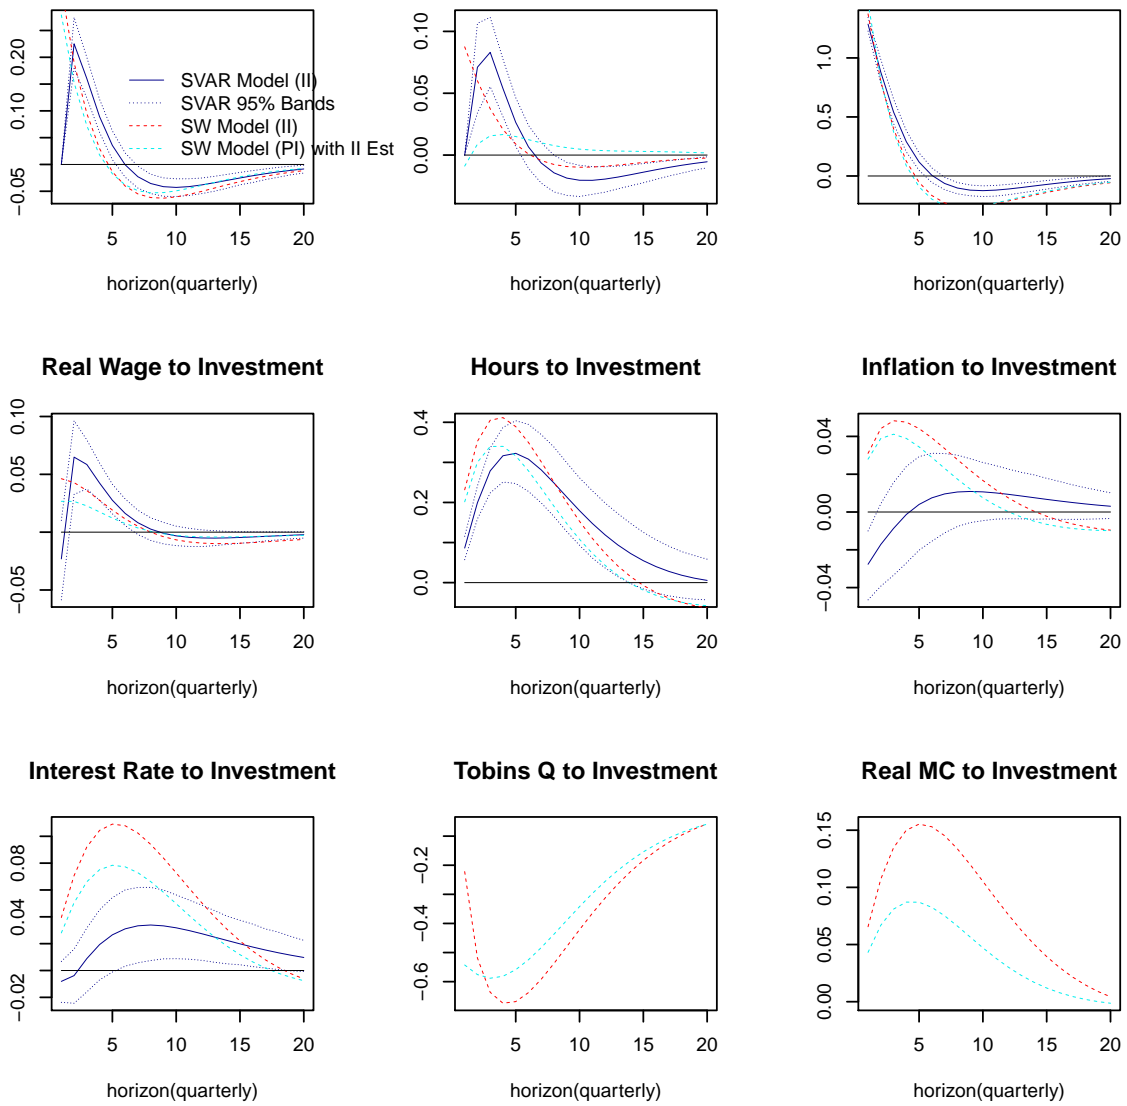 SVAR Model (II)
SVAR 95% Bands
SW Model (II)
SW Model (PI) with II Est
−0.05 0.10 0.20
5 10 15 20
horizon(quarterly)
0.00 0.05 0.10
5 10 15 20
horizon(quarterly)
0.0 0.5 1.0
5 10 15 20
horizon(quarterly)
Real Wage to Investment
−0.05 0.05 0.10
5 10 15 20
horizon(quarterly)
Hours to Investment
0.0 0.2 0.4
5 10 15 20
horizon(quarterly)
Inflation to Investment
−0.04 0.00 0.04
5 10 15 20
horizon(quarterly)
Interest Rate to Investment
−0.02 0.04 0.08
5 10 15 20
horizon(quarterly)
Tobins Q to Investment
−0.6 −0.4 −0.2
5 10 15 20
horizon(quarterly)
Real MC to Investment
0.00 0.05 0.10 0.15
5 10 15 20
horizon(quarterly)